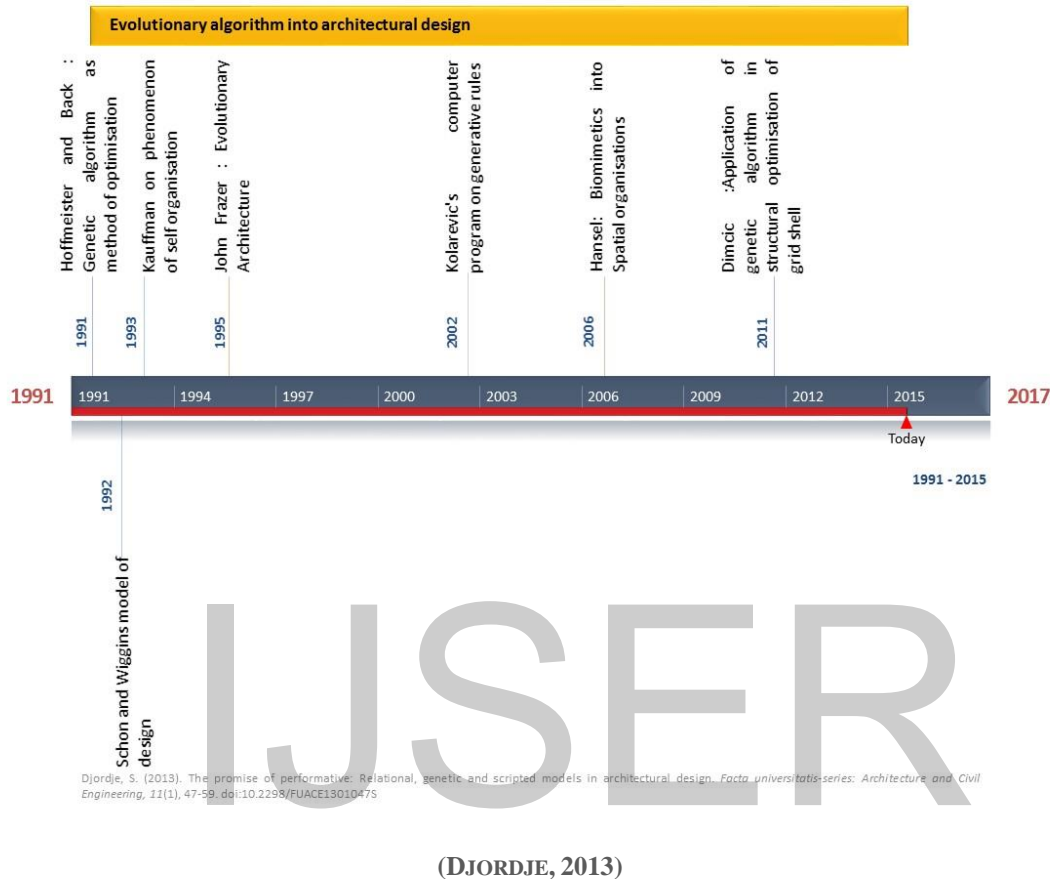 Evolutionary algorithm into architectural design
Hoffmeister and Back :
Genetic algorithm as
method of optimisation
Kauffman on phenomenon
of self organisation
John Frazer : Evolutionary
Architecture
Kolarevic's computer
program on generative rules
Hansel: Biomimetics into
Spatial organisations
Dimcic :Application of
genetic algorithm in
structural optimisation of
grid shell
1991
1993
1995
2002
2006
2011
1991
1991
1994
1997
2000
2003
2006
2009
2012
2015
2017
Today
1991 - 2015
1992
Schon and Wiggins model of
design
IJSER
Djordje, S. (2013). The promise of performative: Relational, genetic and scripted models in architectural design. Facta universitatis-series: Architecture and Civil
Engineering, 11(1), 47-59. doi:10.2298/FUACE1301047S
(DJORDJE, 2013)